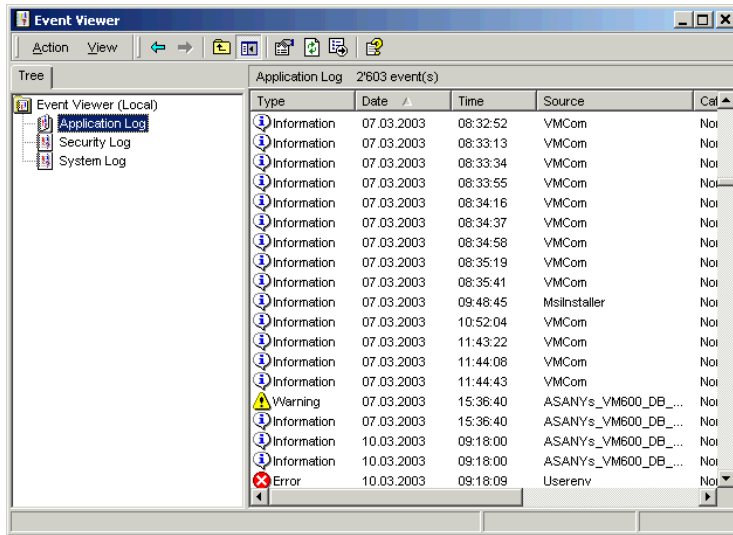 Event Viewer
Action View
Tree
Application Log 2'603 event(s)
Event Viewer (Local)
Application Log
Security Log
System Log
Type Date Time Source
Information 07.03.2003 08:32:52 VMCom
Information 07.03.2003 08:33:13 VMCom
Information 07.03.2003 08:33:34 VMCom
Information 07.03.2003 08:33:55 VMCom
Information 07.03.2003 08:34:16 VMCom
Information 07.03.2003 08:34:37 VMCom
Information 07.03.2003 08:34:58 VMCom
Information 07.03.2003 08:35:19 VMCom
Information 07.03.2003 08:35:41 VMCom
Information 07.03.2003 09:48:45 MsiInstaller
Information 07.03.2003 10:52:04 VMCom
Information 07.03.2003 11:43:22 VMCom
Information 07.03.2003 11:44:08 VMCom
Information 07.03.2003 11:44:43 VMCom
Warning 07.03.2003 15:36:40 ASANYs_VM600_DB_...
Information 07.03.2003 15:36:40 ASANYs_VM600_DB_...
Information 10.03.2003 09:18:00 ASANYs_VM600_DB_...
Information 10.03.2003 09:18:00 ASANYs_VM600_DB_...
Error 10.03.2003 09:18:09 Userenv